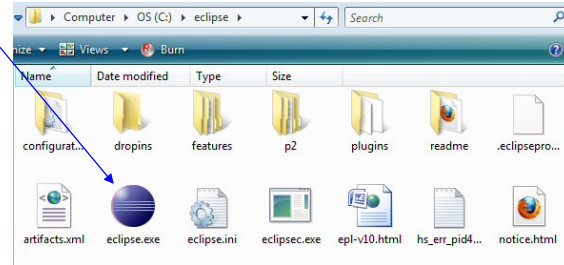 Computer ▸ OS (C:) ▸ eclipse ▸ Search
nize Views Burn
Name Date modified Type Size
configurat... dropins features p2 plugins readme .eclipsepro...
artifacts.xml eclipse.exe eclipse.ini eclipsec.exe epl-v10.html hs_err_pid4... notice.html